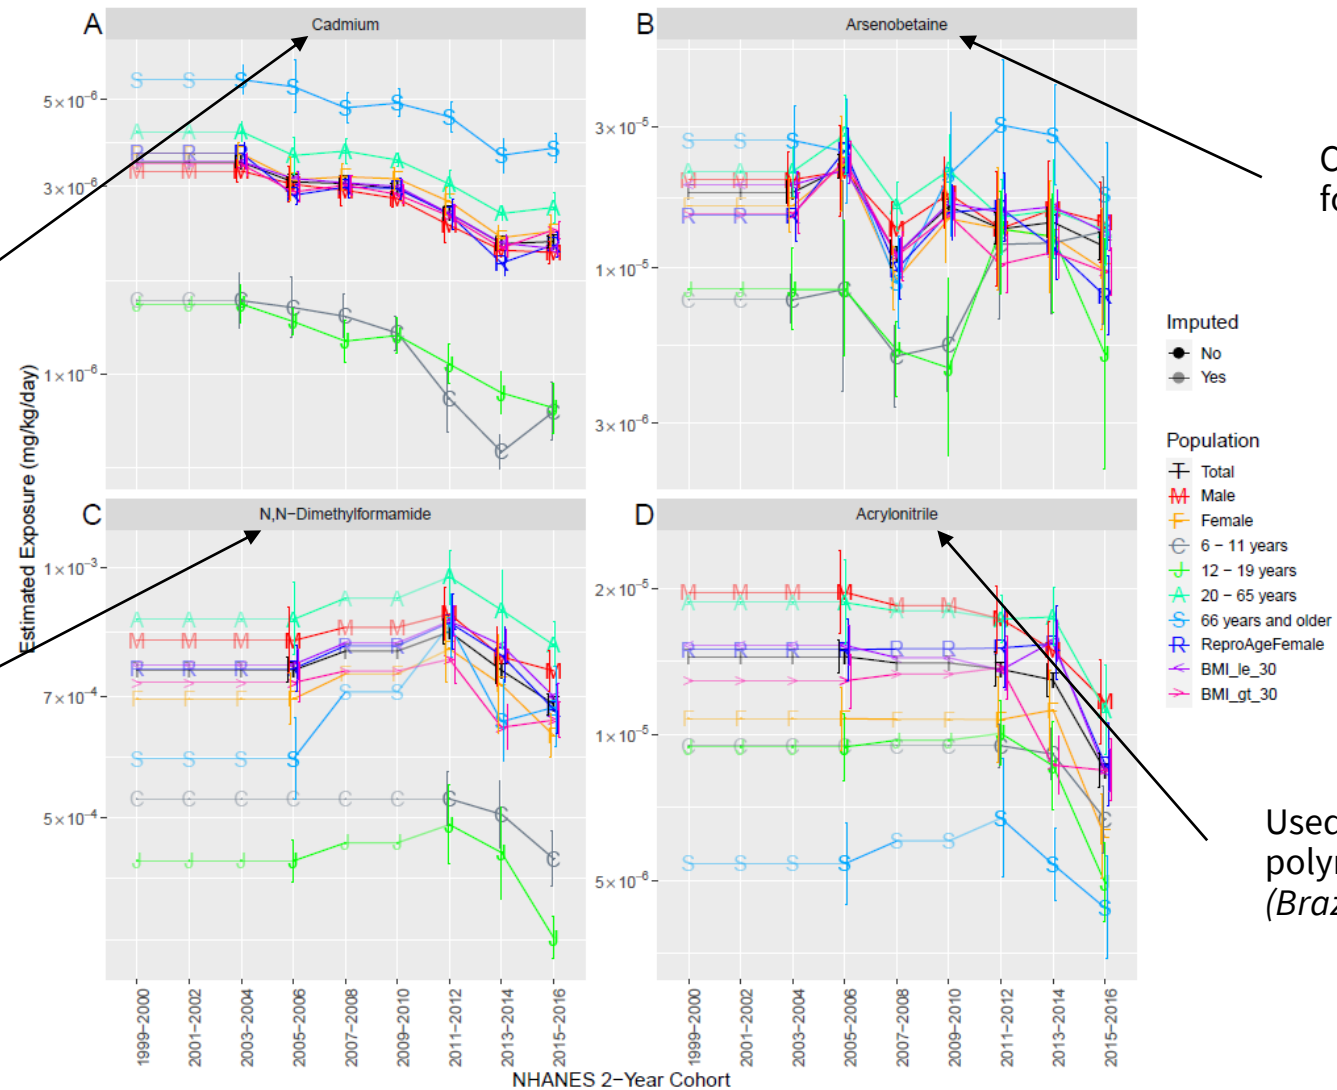 A
Cadmium
5×10⁻⁶
3×10⁻⁶
1×10⁻⁶
B
Arsenobetaine
3×10⁻⁵
1×10⁻⁵
3×10⁻⁶
C
N,N−Dimethylformamide
1×10⁻³
7×10⁻⁴
5×10⁻⁴
D
Acrylonitrile
2×10⁻⁵
1×10⁻⁵
5×10⁻⁶
Estimated Exposure (mg/kg/day)
1999−2000
2001−2002
2003−2004
2005−2006
2007−2008
2009−2010
2011−2012
2013−2014
2015−2016
1999−2000
2001−2002
2003−2004
2005−2006
2007−2008
2009−2010
2011−2012
2013−2014
2015−2016
NHANES 2−Year Cohort
Imputed
No
Yes
Population
T Total
M Male
F Female
C 6 − 11 years
J 12 − 19 years
A 20 − 65 years
S 66 years and older
R ReproAgeFemale
< BMI_le_30
> BMI_gt_30
Used